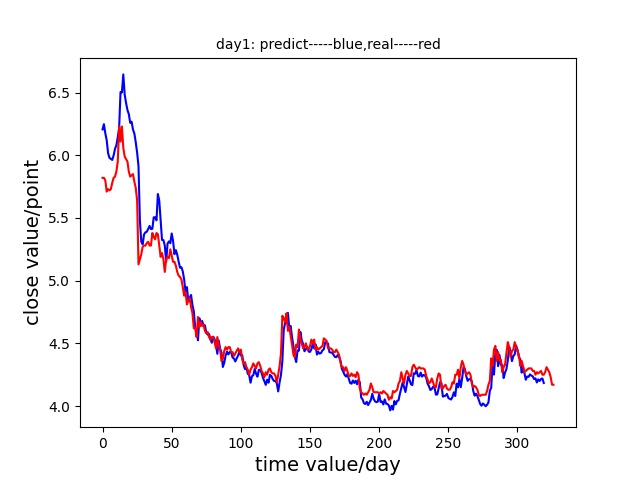 day1: predict-----blue,real-----red
6.5
6.0
5.5
5.0
4.5
4.0
close value/point
0 50 100 150 200 250 300
time value/day